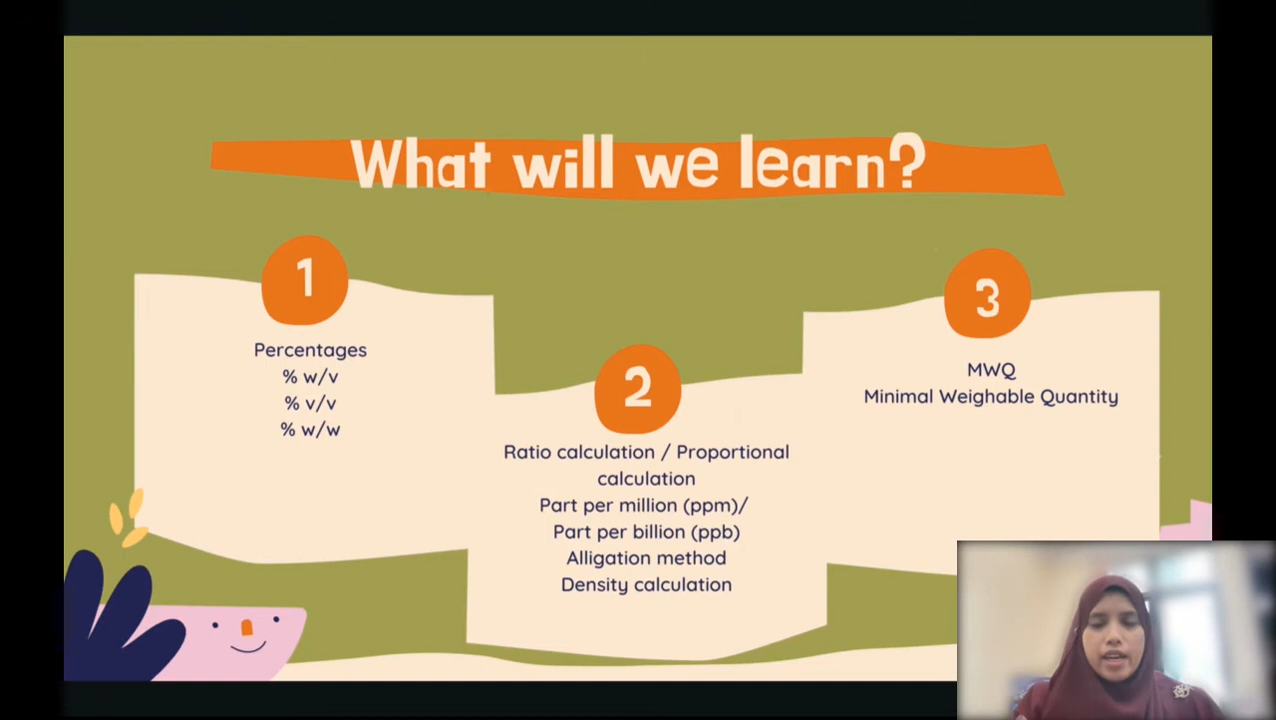 What will we learn?
1
Percentages
% w/v
% v/v
% w/w
2
Ratio calculation / Proportional
calculation
Part per million (ppm)/
Part per billion (ppb)
Alligation method
Density calculation
3
MWQ
Minimal Weighable Quantity